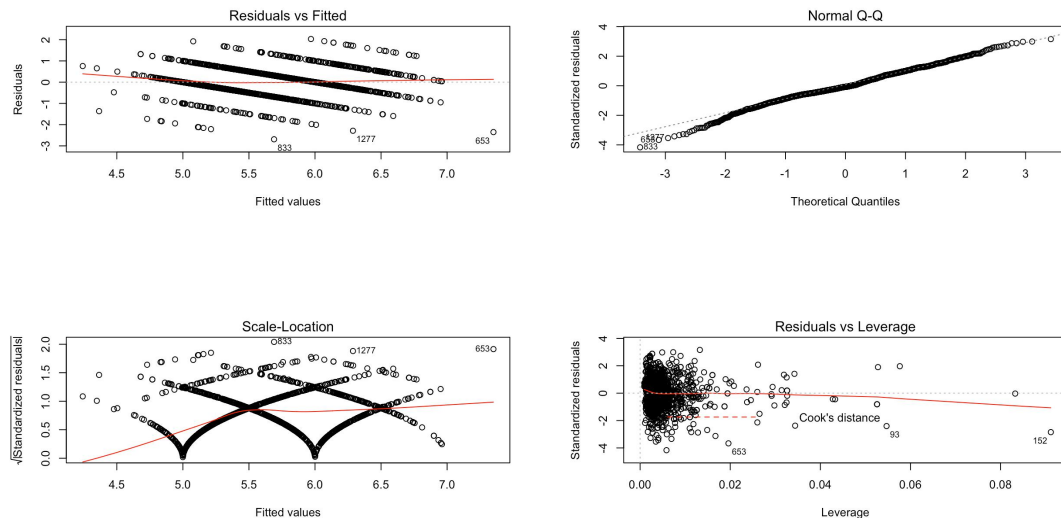 Residuals vs Fitted
Residuals
2
1
0
-1
-3
833
1277
653
4.5 5.0 5.5 6.0 6.5 7.0
Fitted values
Normal Q-Q
Standardized residuals
4
2
0
-2
-4
1277
653
833
-3 -2 -1 0 1 2 3
Theoretical Quantiles
Scale-Location
√|Standardized residuals|
2.0
1.5
1.0
0.5
0.0
833
1277
653
4.5 5.0 5.5 6.0 6.5 7.0
Fitted values
Residuals vs Leverage
Standardized residuals
4
2
0
-2
-4
Cook's distance
93
152
653
0.00 0.02 0.04 0.06 0.08
Leverage